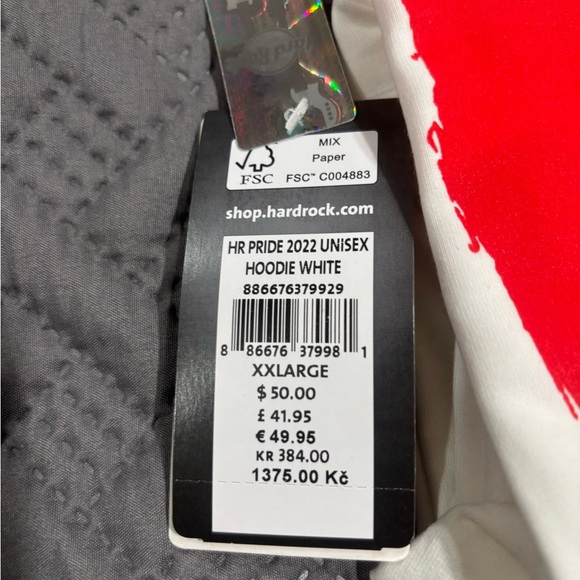 MIX
Paper
FSC
FSC™ C004883
shop.hardrock.com
HR PRIDE 2022 UNISEX
HOODIE WHITE
886676379929
8 86676 37998 1
XXLARGE
$ 50.00
£ 41.95
€ 49.95
KR 384.00
1375.00 Kč